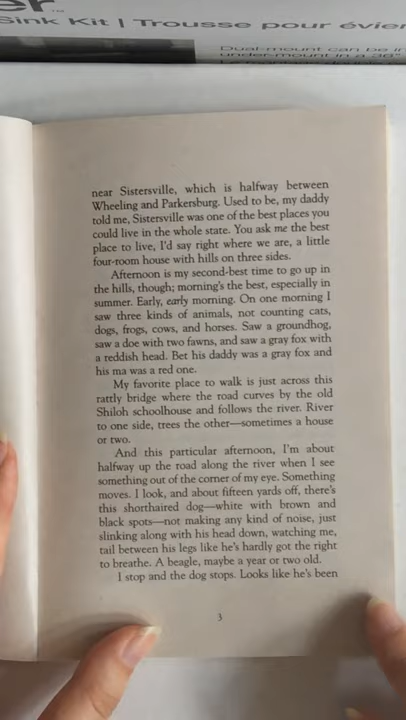 er™
Sink Kit | Trousse pour évier
Dual-mount can be in
under-mount in a 36"
near Sistersville, which is halfway between
Wheeling and Parkersburg. Used to be, my daddy
told me, Sistersville was one of the best places you
could live in the whole state. You ask me the best
place to live, I'd say right where we are, a little
four-room house with hills on three sides.
Afternoon is my second-best time to go up in
the hills, though; morning's the best, especially in
summer. Early, early morning. On one morning I
saw three kinds of animals, not counting cats,
dogs, frogs, cows, and horses. Saw a groundhog,
saw a doe with two fawns, and saw a gray fox with
a reddish head. Bet his daddy was a gray fox and
his ma was a red one.
My favorite place to walk is just across this
rattly bridge where the road curves by the old
Shiloh schoolhouse and follows the river. River
to one side, trees the other—sometimes a house
or two.
And this particular afternoon, I'm about
halfway up the road along the river when I see
something out of the corner of my eye. Something
moves. I look, and about fifteen yards off, there's
this shorthaired dog—white with brown and
black spots—not making any kind of noise, just
slinking along with his head down, watching me,
tail between his legs like he's hardly got the right
to breathe. A beagle, maybe a year or two old.
I stop and the dog stops. Looks like he's been
3